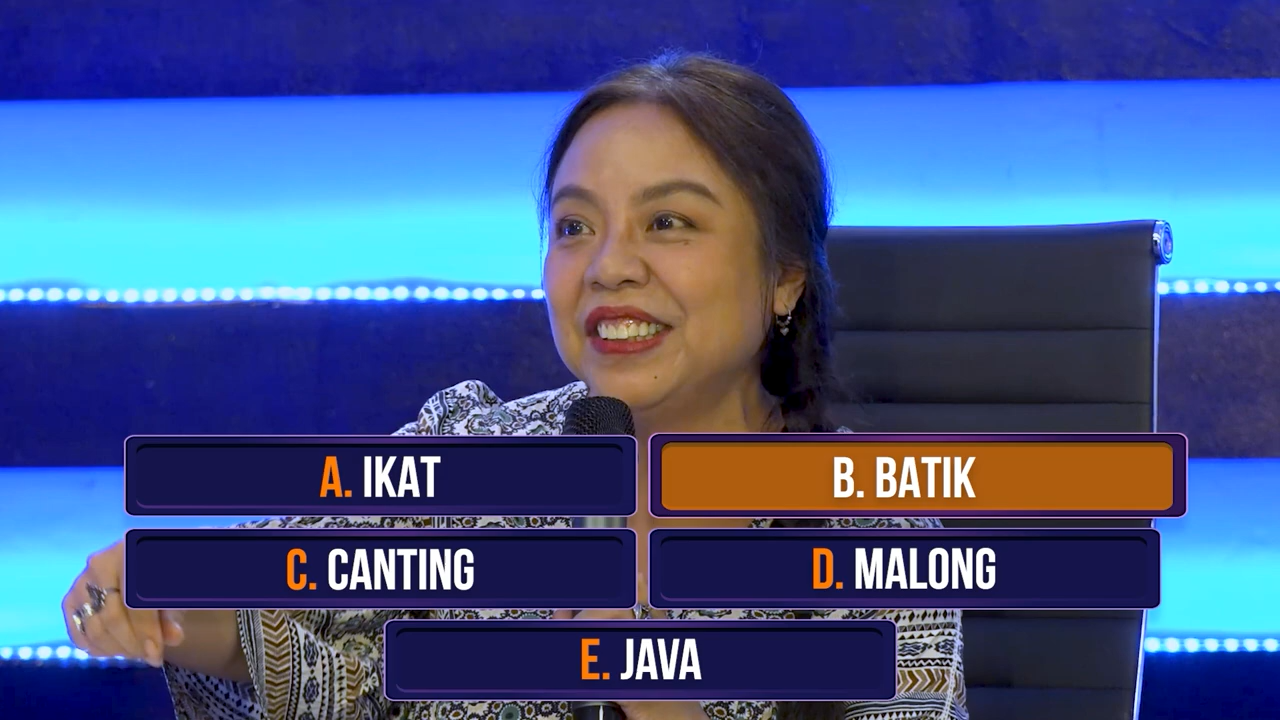 A. IKAT
B. BATIK
C. CANTING
D. MALONG
E. JAVA